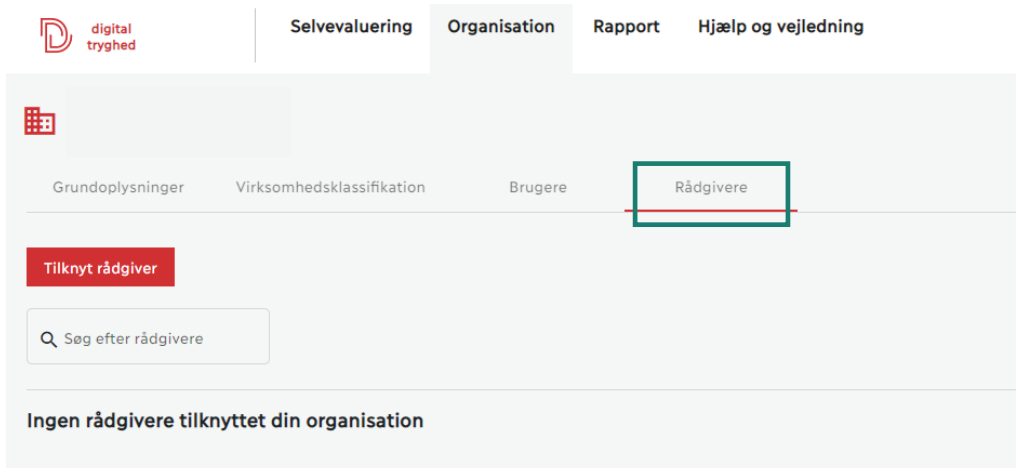 digital
tryghed
Selvevaluering Organisation Rapport Hjælp og vejledning
Grundoplysninger Virksomhedsklassifikation Brugere Rådgivere
Tilknyt rådgiver
Søg efter rådgivere
Ingen rådgivere tilknyttet din organisation